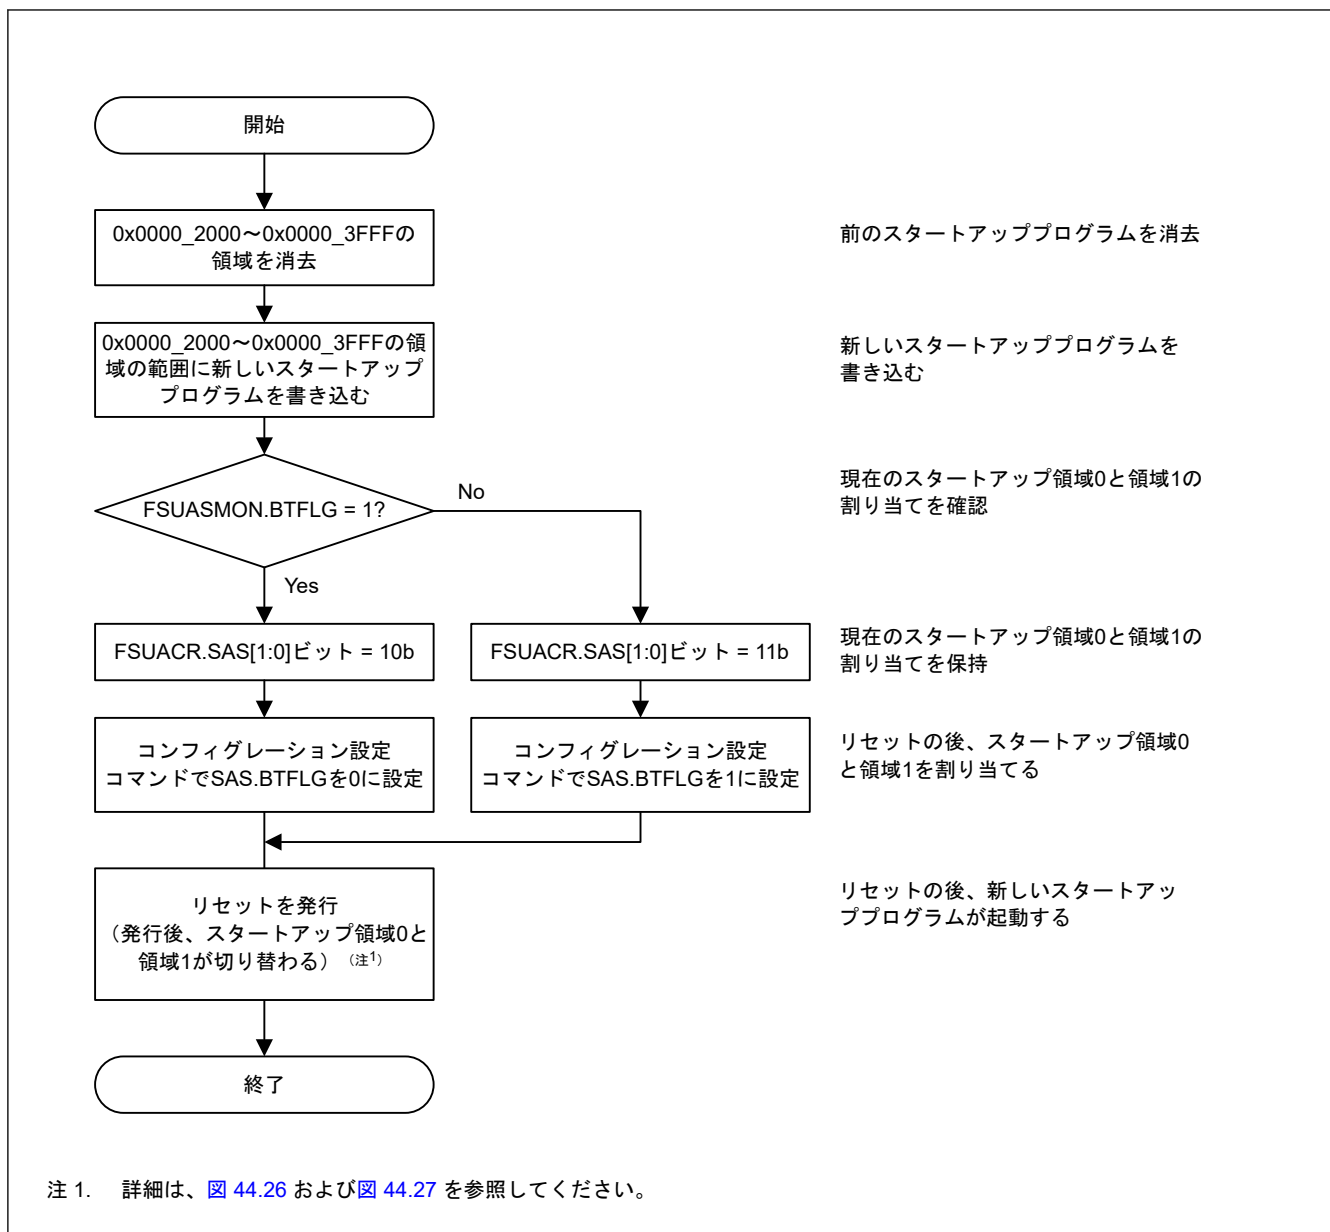 開始
0x0000_2000～0x0000_3FFFの
領域を消去
前のスタートアッププログラムを消去
0x0000_2000～0x0000_3FFFの領
域の範囲に新しいスタートアップ
プログラムを書き込む
新しいスタートアッププログラムを
書き込む
FSUASMON.BTFLG = 1?
No
Yes
現在のスタートアップ領域0と領域1の
割り当てを確認
FSUACR.SAS[1:0]ビット = 10b
FSUACR.SAS[1:0]ビット = 11b
現在のスタートアップ領域0と領域1の
割り当てを保持
コンフィグレーション設定
コマンドでSAS.BTFLGを0に設定
コンフィグレーション設定
コマンドでSAS.BTFLGを1に設定
リセットの後、スタートアップ領域0
と領域1を割り当てる
リセットを発行
（発行後、スタートアップ領域0と
領域1が切り替わる）（注1）
リセットの後、新しいスタートアッ
ププログラムが起動する
終了
注 1. 詳細は、図 44.26 および図 44.27 を参照してください。